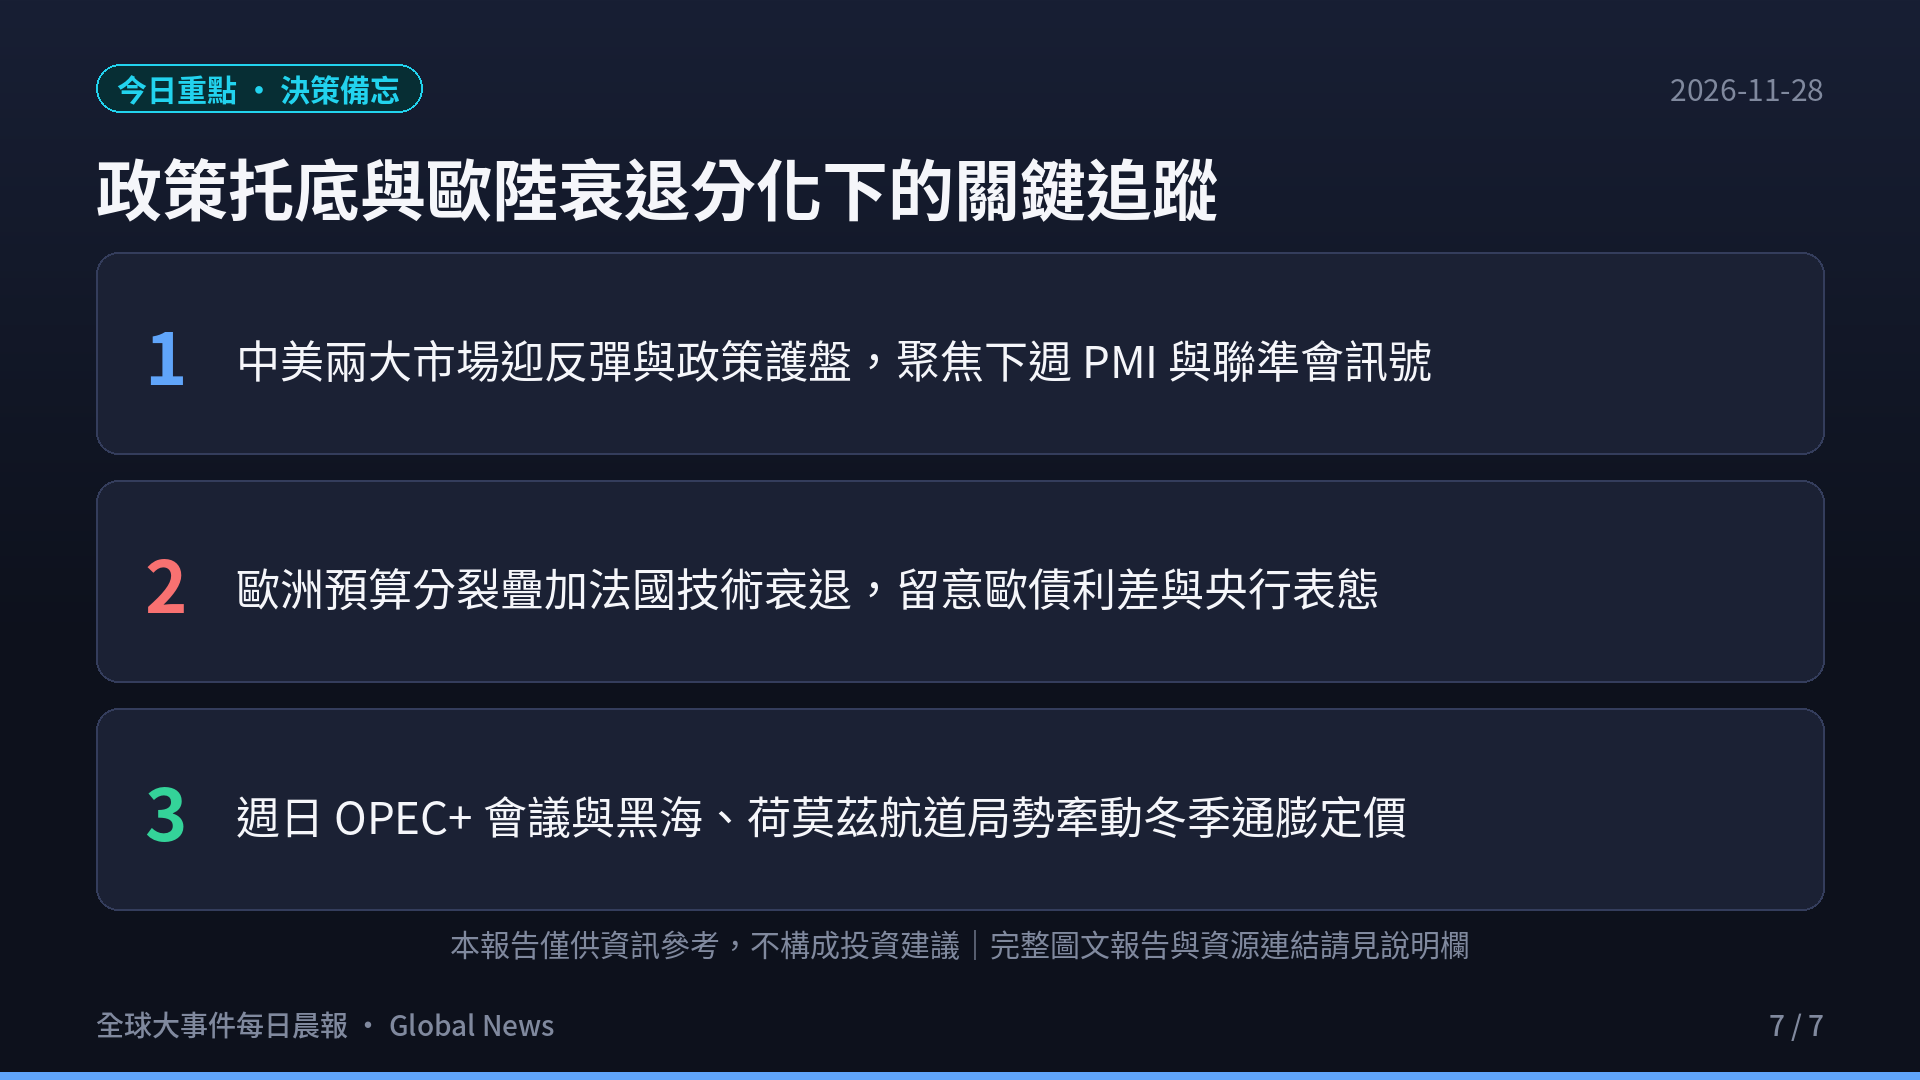 今日重點 · 決策備忘
2026-11-28
政策托底與歐陸衰退分化下的關鍵追蹤
1 中美兩大市場迎反彈與政策護盤，聚焦下週 PMI 與聯準會訊號
2 歐洲預算分裂疊加法國技術衰退，留意歐債利差與央行表態
3 週日 OPEC+ 會議與黑海、荷莫茲航道局勢牽動冬季通膨定價
本報告僅供資訊參考，不構成投資建議｜完整圖文報告與資源連結請見說明欄
全球大事件每日晨報 · Global News
7 / 7